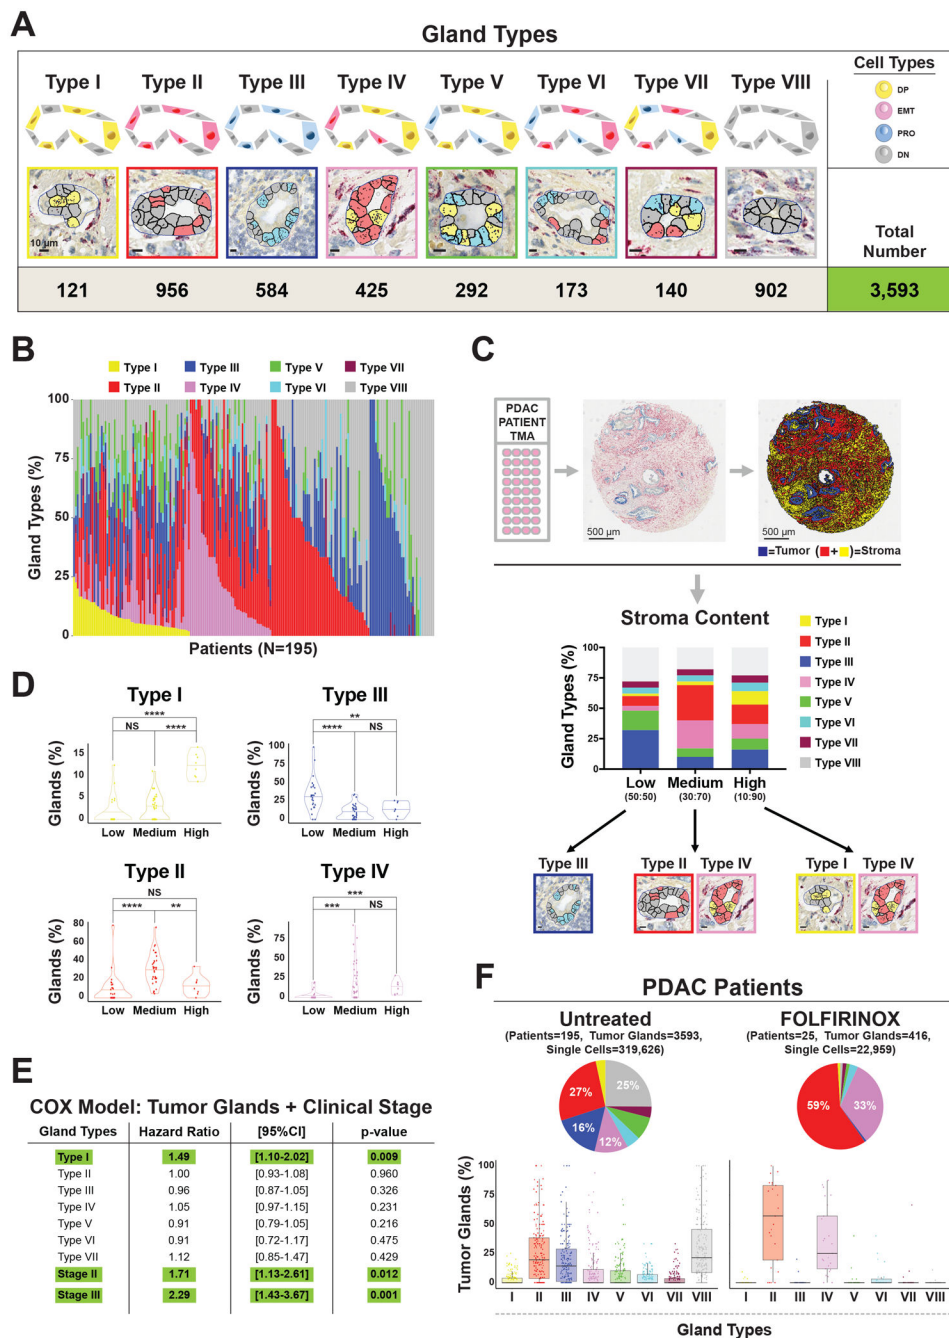 A
Gland Types
Type I Type II Type III Type IV Type V Type VI Type VII Type VIII
Cell Types
DP
EMT
PRO
DN
10 µm
Total
Number
121 956 584 425 292 173 140 902 3,593
B
Type I Type III Type V Type VII
Type II Type IV Type VI Type VIII
Gland Types (%)
100
75
50
25
0
Patients (N=195)
C
PDAC
PATIENT
TMA
500 µm
500 µm
=Tumor ( + )=Stroma
Stroma Content
Gland Types (%)
100
75
50
25
0
Low Medium High
(50:50) (30:70) (10:90)
Type I
Type II
Type III
Type IV
Type V
Type VI
Type VII
Type VIII
Type III Type II Type IV Type I Type IV
D
Type I
****
NS ****
Glands (%)
15
10
5
0
Low Medium High
Type III
**
**** NS
Glands (%)
100
75
50
25
0
Low Medium High
Type II
NS
**** **
Glands (%)
80
60
40
20
0
Low Medium High
Type IV
***
*** NS
Glands (%)
75
50
25
0
Low Medium High
E
COX Model: Tumor Glands + Clinical Stage
Gland Types Hazard Ratio [95%CI] p-value
Type I 1.49 [1.10-2.02] 0.009
Type II 1.00 [0.93-1.08] 0.960
Type III 0.96 [0.87-1.05] 0.326
Type IV 1.05 [0.97-1.15] 0.231
Type V 0.91 [0.79-1.05] 0.216
Type VI 0.91 [0.72-1.17] 0.475
Type VII 1.12 [0.85-1.47] 0.429
Stage II 1.71 [1.13-2.61] 0.012
Stage III 2.29 [1.43-3.67] 0.001
F
PDAC Patients
Untreated
(Patients=195, Tumor Glands=3593,
Single Cells=319,626)
FOLFIRINOX
(Patients=25, Tumor Glands=416,
Single Cells=22,959)
27% 25% 16% 12%
59% 33%
Tumor Glands (%)
100
75
50
25
0
I II III IV V VI VII VIII
I II III IV V VI VII VIII
Gland Types